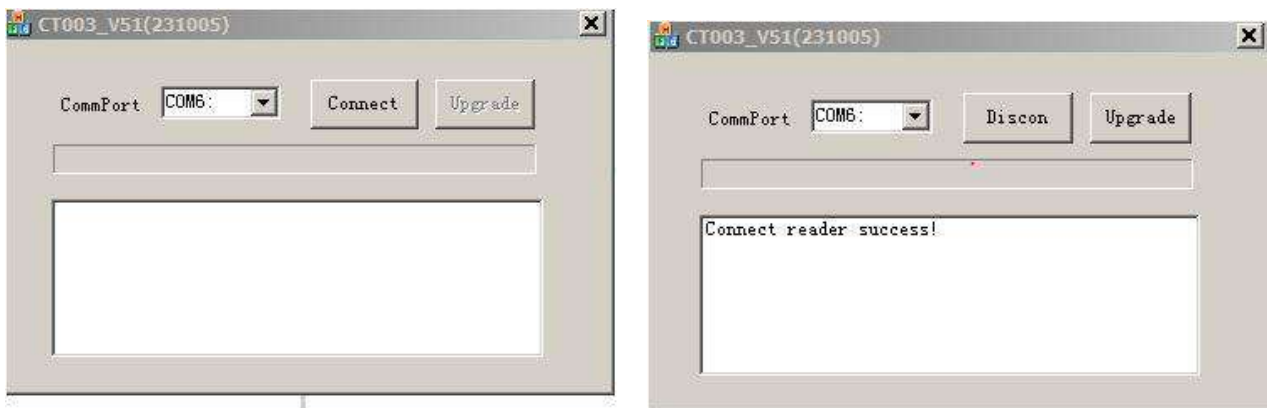 CT003_V51(231005)
CommPort COM6: Connect Upgrade
CT003_V51(231005)
CommPort COM6: Discon Upgrade
Connect reader success!